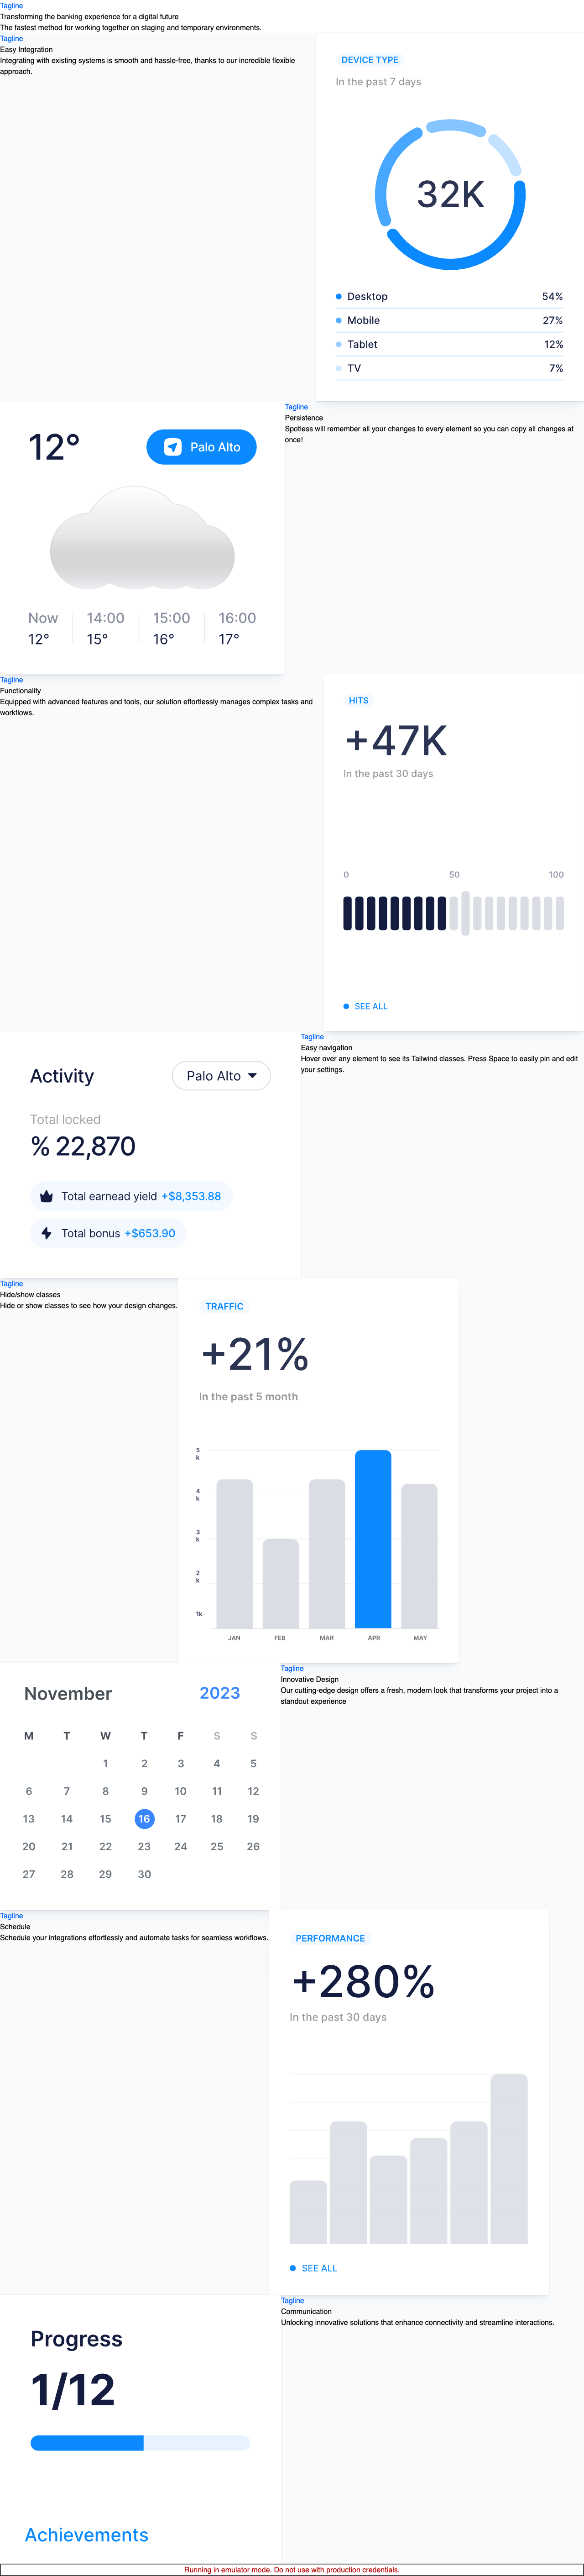 Tagline
Transforming the banking experience for a digital future
The fastest method for working together on staging and temporary environments.
Tagline
Easy Integration
Integrating with existing systems is smooth and hassle-free, thanks to our incredible flexible
approach.
DEVICE TYPE
In the past 7 days
32K
Desktop 54%
Mobile 27%
Tablet 12%
TV 7%
12°
Palo Alto
Now 14:00 15:00 16:00
12° 15° 16° 17°
Tagline
Persistence
Spotless will remember all your changes to every element so you can copy all changes at
once!
Tagline
Functionality
Equipped with advanced features and tools, our solution effortlessly manages complex tasks and
workflows.
HITS
+47K
In the past 30 days
0 50 100
SEE ALL
Activity
Palo Alto
Total locked
% 22,870
Total earnead yield +$8,353.88
Total bonus +$653.90
Tagline
Easy navigation
Hover over any element to see its Tailwind classes. Press Space to easily pin and edit
your settings.
Tagline
Hide/show classes
Hide or show classes to see how your design changes.
TRAFFIC
+21%
In the past 5 month
5
k
4
k
3
k
2
k
1k
JAN FEB MAR APR MAY
November 2023
M T W T F S S
1 2 3 4 5
6 7 8 9 10 11 12
13 14 15 16 17 18 19
20 21 22 23 24 25 26
27 28 29 30
Tagline
Innovative Design
Our cutting-edge design offers a fresh, modern look that transforms your project into a
standout experience
Tagline
Schedule
Schedule your integrations effortlessly and automate tasks for seamless workflows.
PERFORMANCE
+280%
In the past 30 days
SEE ALL
Progress
1/12
Achievements
Tagline
Communication
Unlocking innovative solutions that enhance connectivity and streamline interactions.
Running in emulator mode. Do not use with production credentials.